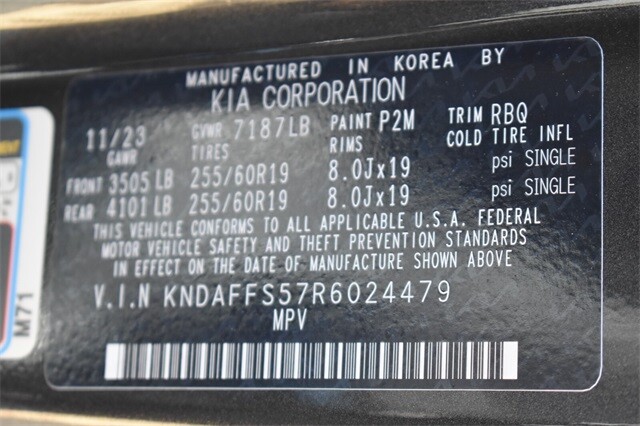 MANUFACTURED IN KOREA BY
KIA CORPORATION
11/23 GVWR 7187LB PAINT P2M TRIM RBQ
GAWR TIRES RIMS COLD TIRE INFL
FRONT 3505 LB 255/60R19 8.0Jx19 psi SINGLE
REAR 4101 LB 255/60R19 8.0Jx19 psi SINGLE
THIS VEHICLE CONFORMS TO ALL APPLICABLE U.S.A. FEDERAL
MOTOR VEHICLE SAFETY AND THEFT PREVENTION STANDARDS
IN EFFECT ON THE DATE OF MANUFACTURE SHOWN ABOVE
V.I.N KNDAFFS57R6024479
MPV
M71